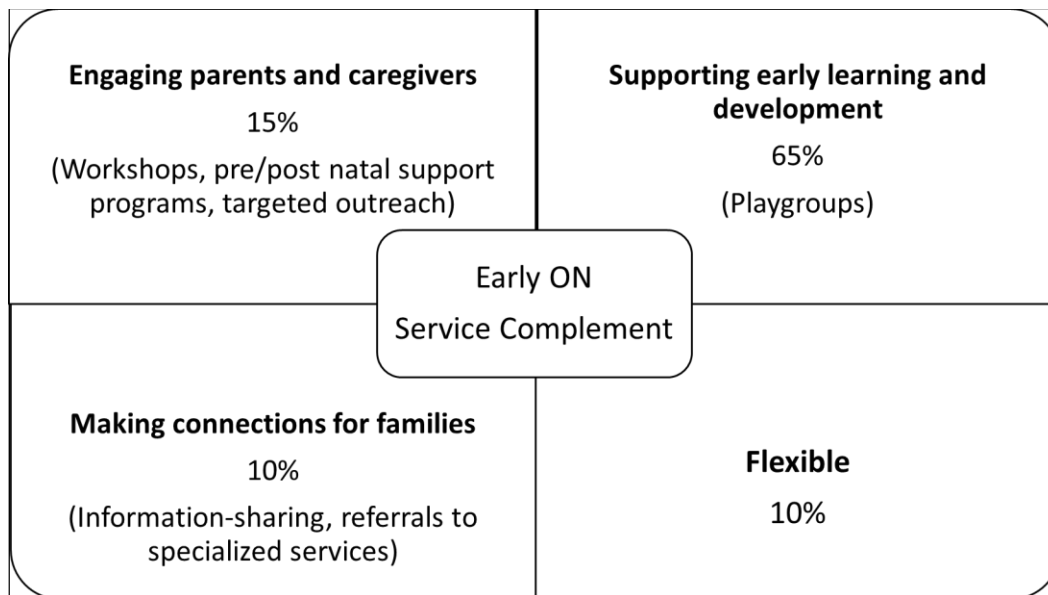 Engaging parents and caregivers
15%
(Workshops, pre/post natal support
programs, targeted outreach)
Supporting early learning and
development
65%
(Playgroups)
Early ON
Service Complement
Making connections for families
10%
(Information-sharing, referrals to
specialized services)
Flexible
10%